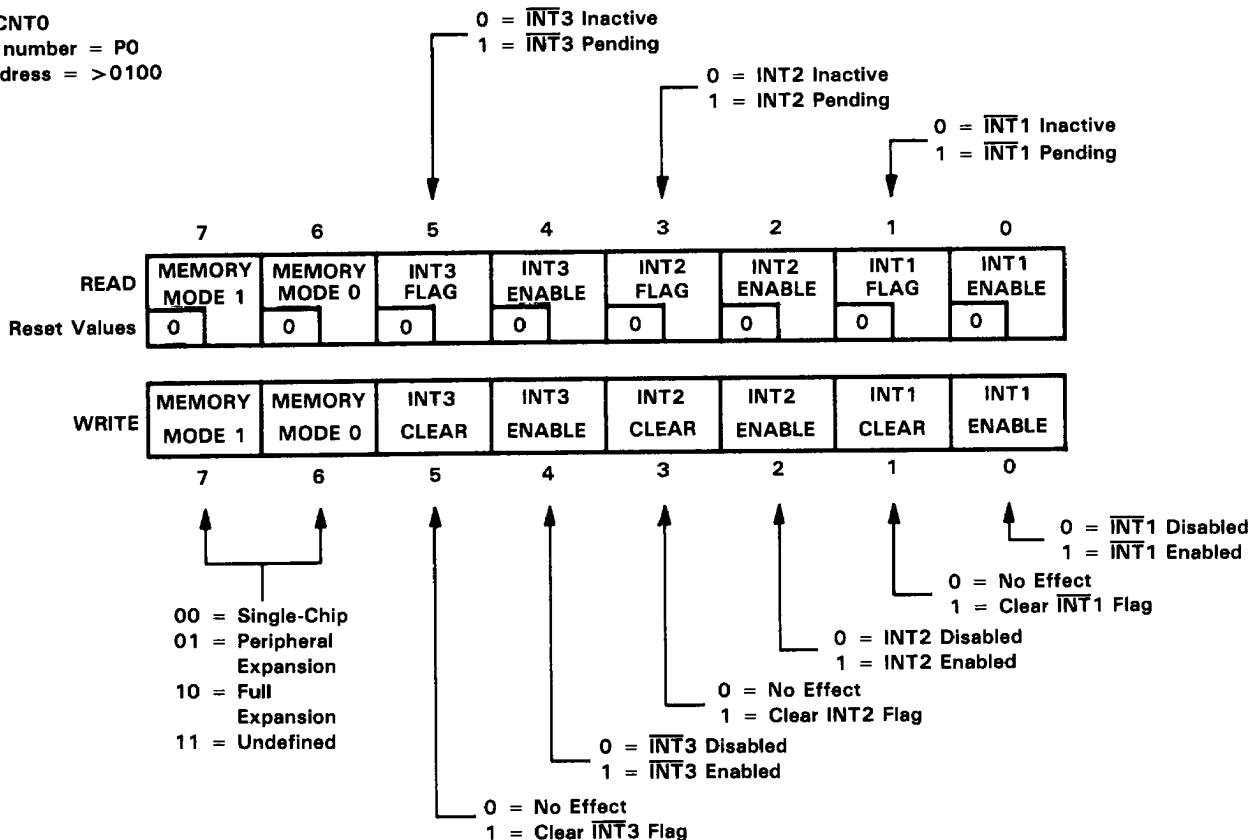 CNT0
number = P0
dress = >0100
0 = INT3 Inactive
1 = INT3 Pending
0 = INT2 Inactive
1 = INT2 Pending
0 = INT1 Inactive
1 = INT1 Pending
7 6 5 4 3 2 1 0
READ
MEMORY MODE 1
MEMORY MODE 0
INT3 FLAG
INT3 ENABLE
INT2 FLAG
INT2 ENABLE
INT1 FLAG
INT1 ENABLE
Reset Values 0 0 0 0 0 0 0 0
WRITE
MEMORY MODE 1
MEMORY MODE 0
INT3 CLEAR
INT3 ENABLE
INT2 CLEAR
INT2 ENABLE
INT1 CLEAR
INT1 ENABLE
7 6 5 4 3 2 1 0
0 = INT1 Disabled
1 = INT1 Enabled
0 = No Effect
1 = Clear INT1 Flag
00 = Single-Chip
01 = Peripheral
Expansion
10 = Full
Expansion
11 = Undefined
0 = INT2 Disabled
1 = INT2 Enabled
0 = No Effect
1 = Clear INT2 Flag
0 = INT3 Disabled
1 = INT3 Enabled
0 = No Effect
1 = Clear INT3 Flag